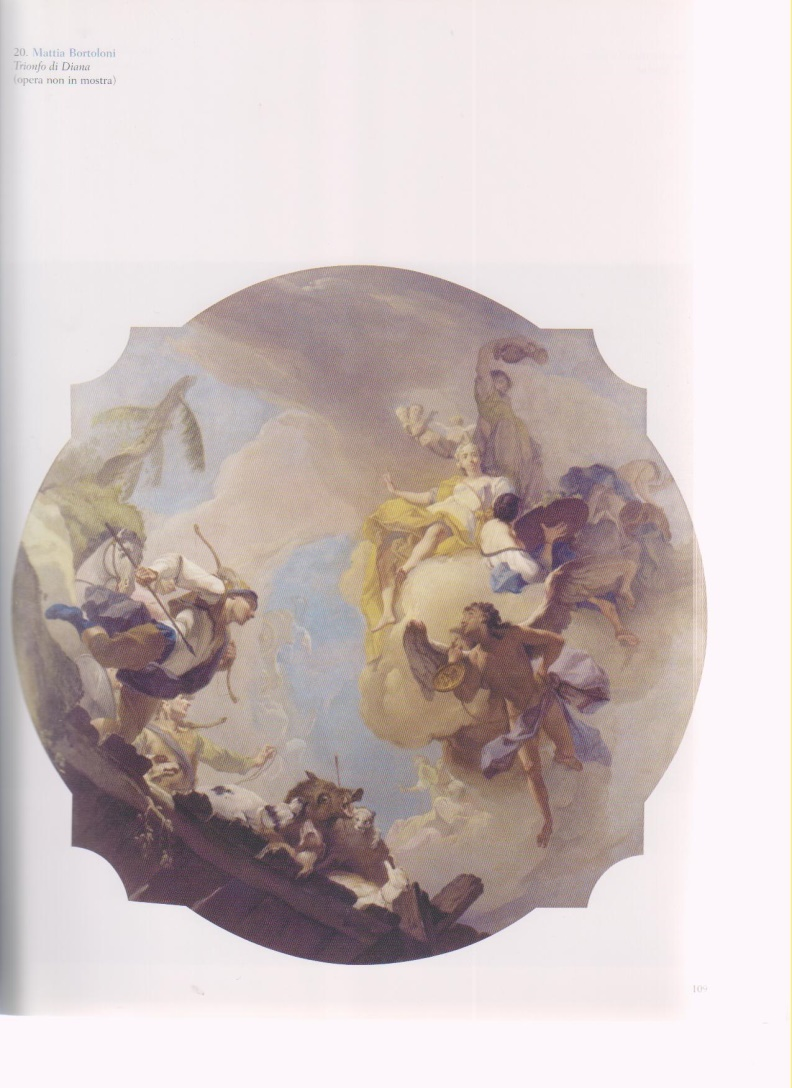 20. Mattia Bortoloni
Trionfo di Diana
(opera non in mostra)
109